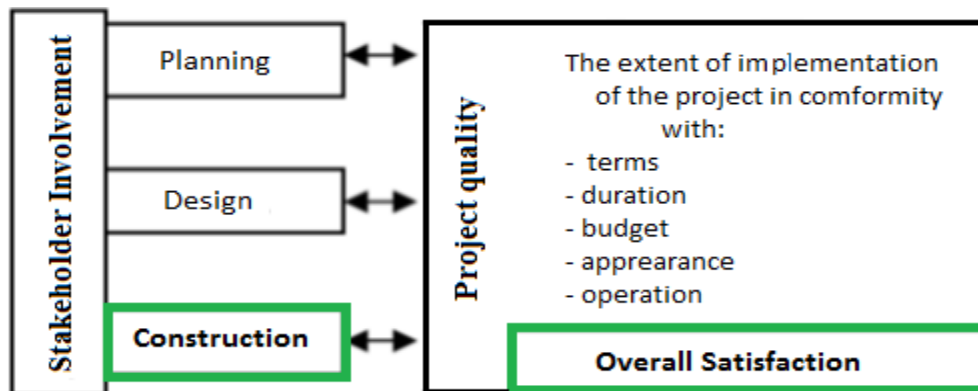 Stakeholder Involvement
Planning
Design
Construction
Project quality
The extent of implementation
of the project in comformity
with:
- terms
- duration
- budget
- apprearance
- operation
Overall Satisfaction